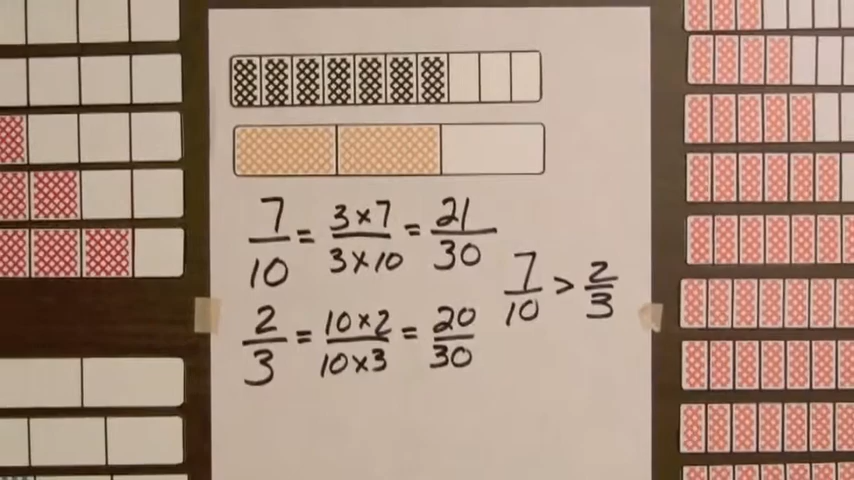 7/10 = 3×7/3×10 = 21/30
7/10 > 2/3
2/3 = 10×2/10×3 = 20/30